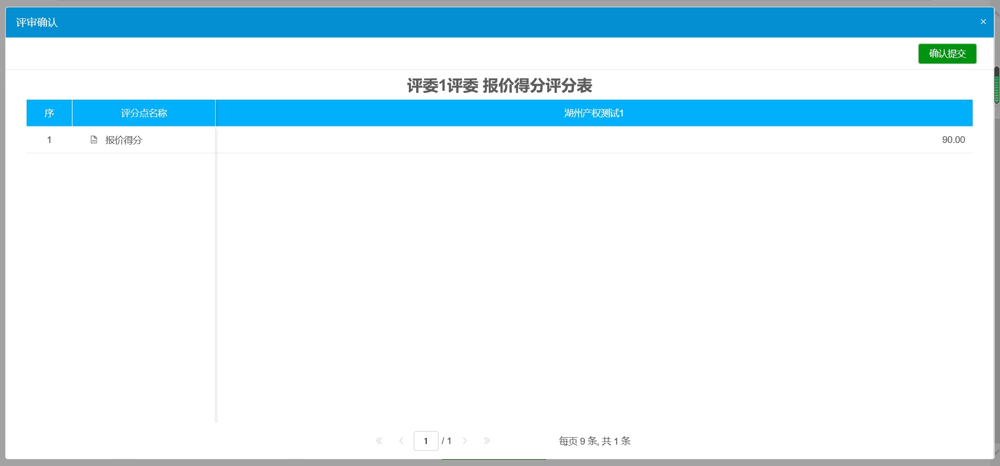 评审确认
确认提交
评委1评委 报价得分评分表
序 评分点名称 湖州产权测试1
1 报价得分 90.00
1 / 1 每页 9 条, 共 1 条